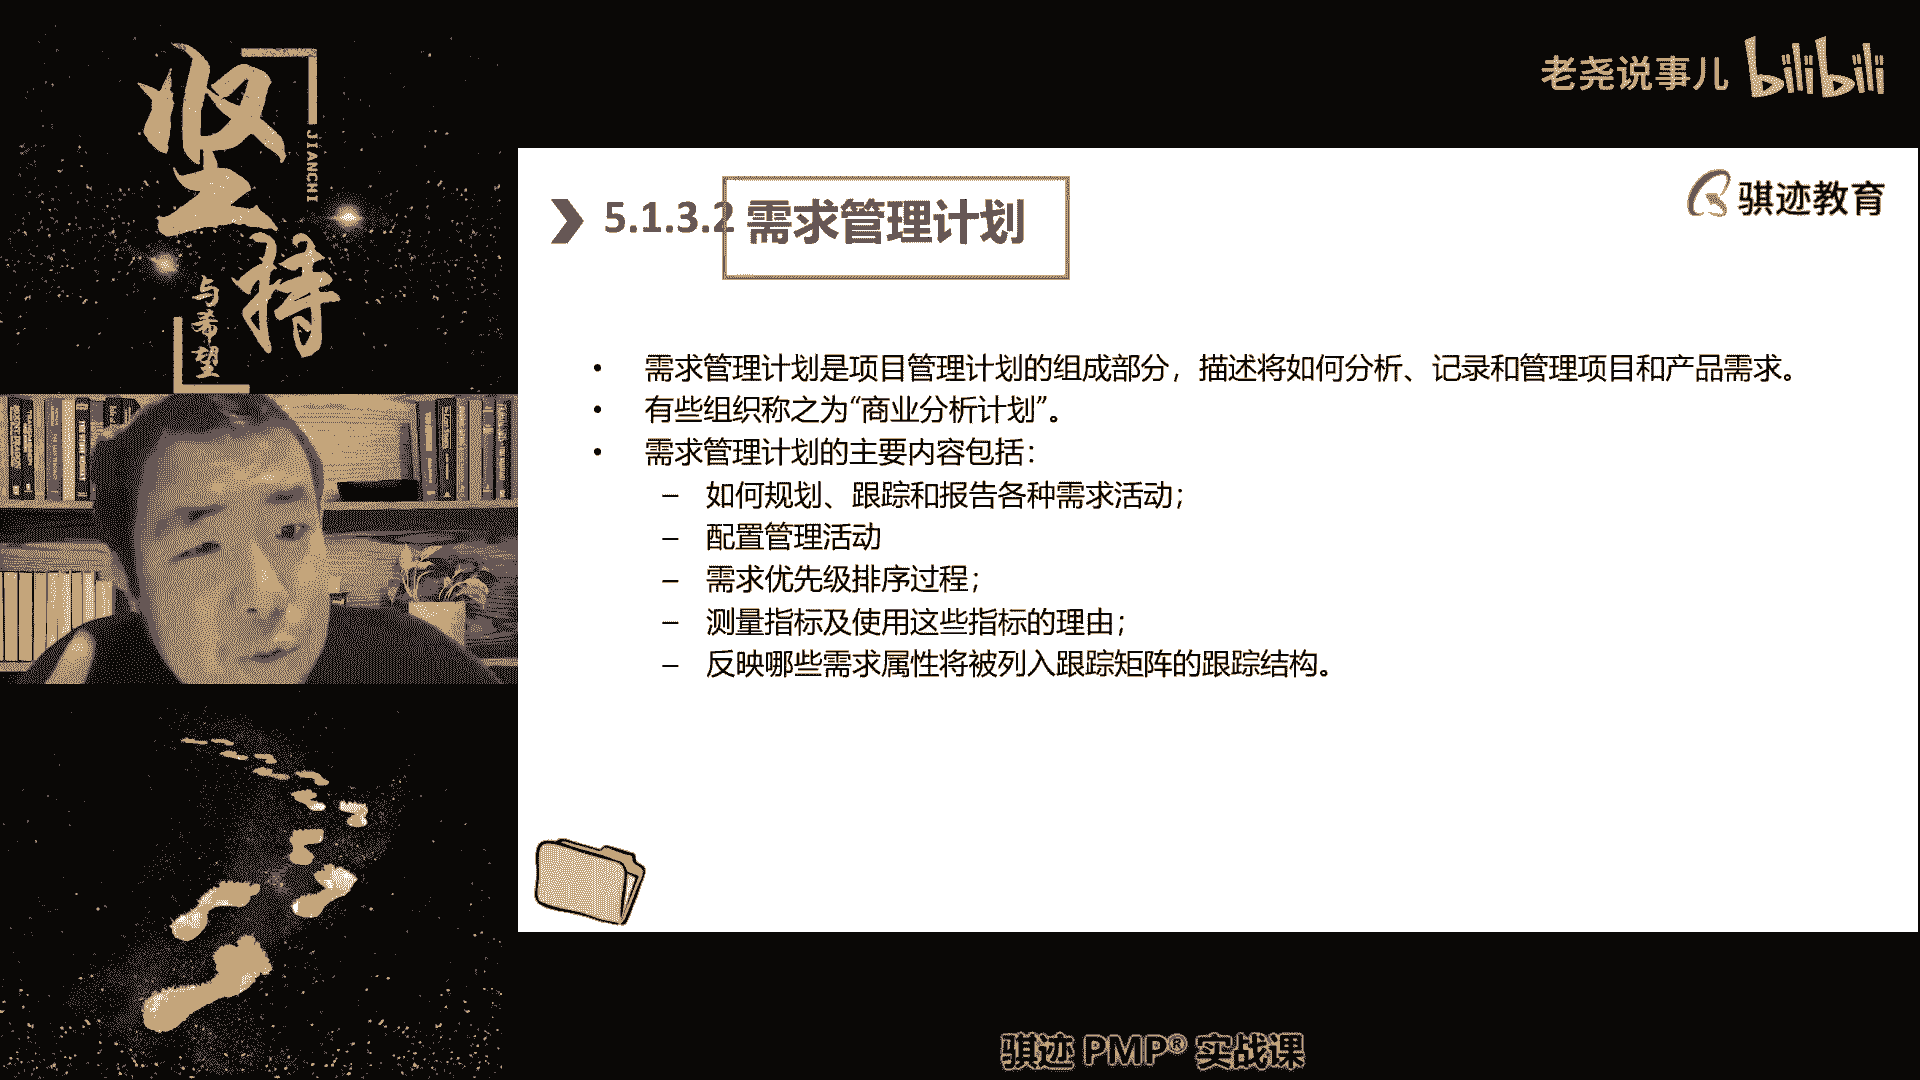 坚持
JIANCHI
与希望
老尧说事儿 bilibili
骐迹教育
5.1.3.2 需求管理计划
• 需求管理计划是项目管理计划的组成部分，描述将如何分析、记录和管理项目和产品需求。
• 有些组织称之为“商业分析计划”。
• 需求管理计划的主要内容包括：
– 如何规划、跟踪和报告各种需求活动；
– 配置管理活动
– 需求优先级排序过程；
– 测量指标及使用这些指标的理由；
– 反映哪些需求属性将被列入跟踪矩阵的跟踪结构。
骐迹 PMP® 实战课